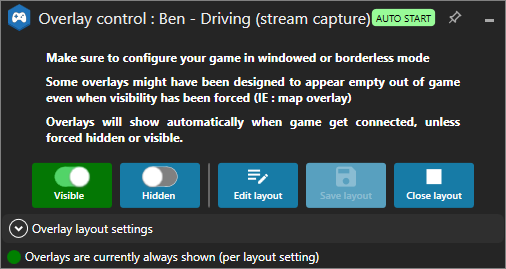 Overlay control : Ben - Driving (stream capture) AUTO START
Make sure to configure your game in windowed or borderless mode
Some overlays might have been designed to appear empty out of game
even when visibility has been forced (IE : map overlay)
Overlays will show automatically when game get connected, unless
forced hidden or visible.
Visible Hidden Edit layout Save layout Close layout
Overlay layout settings
Overlays are currently always shown (per layout setting)